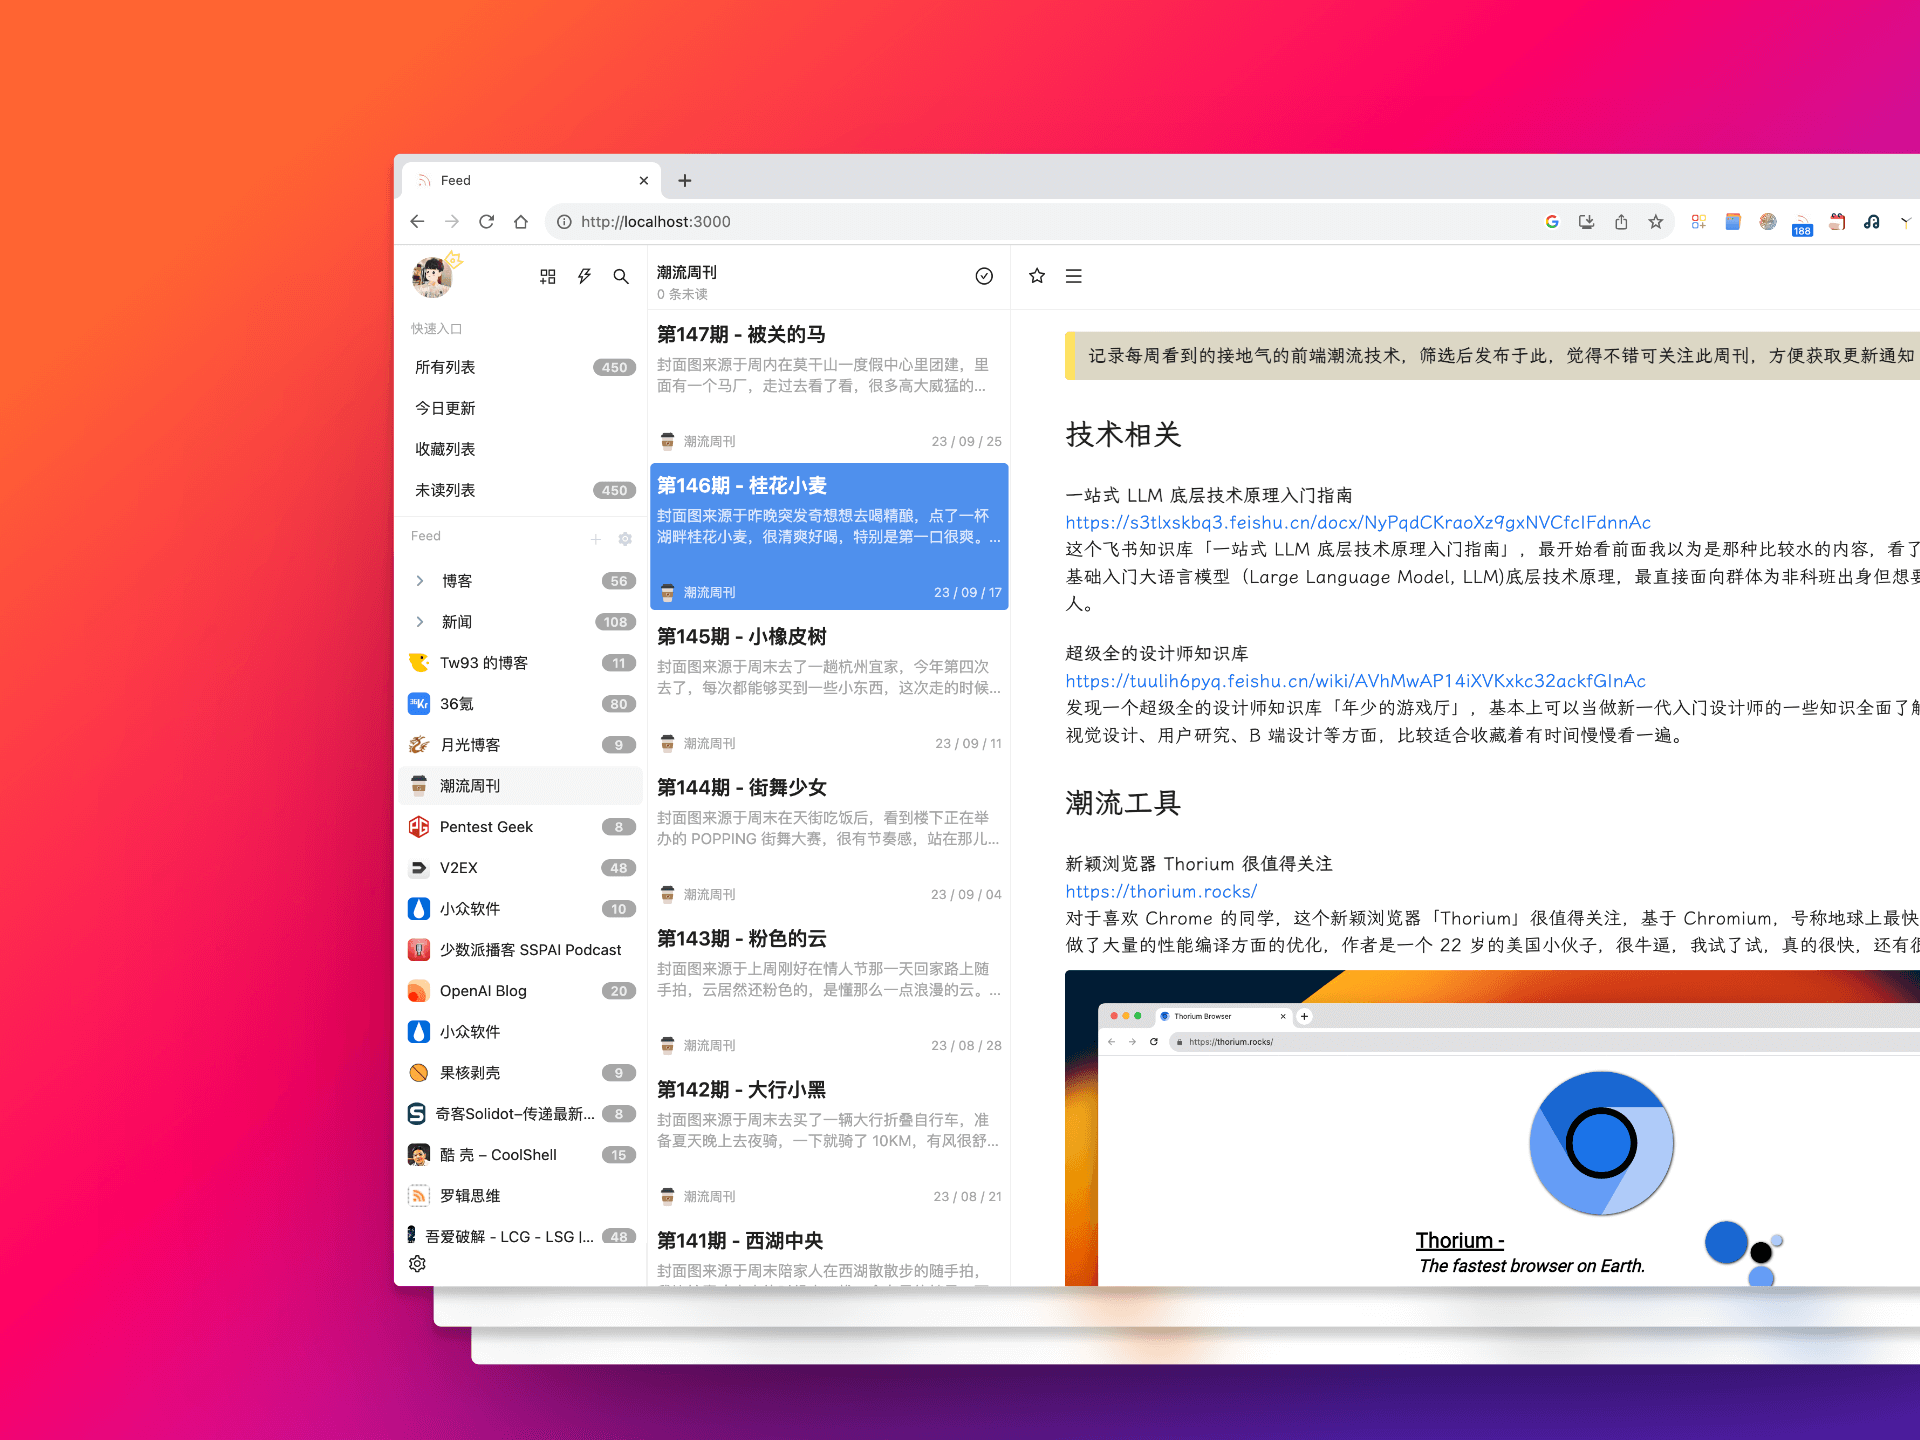 Feed
http://localhost:3000
188
快速入口
所有列表 450
今日更新
收藏列表
未读列表 450
Feed
博客 56
新闻 108
Tw93 的博客 11
36Kr 36氪 80
月光博客 9
潮流周刊
Pentest Geek 8
V2EX 48
小众软件 10
少数派播客 SSPAI Podcast
OpenAI Blog 20
小众软件
果核剥壳 9
奇客Solidot–传递最新... 8
酷 壳 – CoolShell 15
罗辑思维
吾爱破解 - LCG - LSG |... 48
潮流周刊
0 条未读
第147期 - 被关的马
封面图来源于周内在莫干山一度假中心里团建，里
面有一个马厂，走过去看了看，很多高大威猛的...
潮流周刊 23 / 09 / 25
第146期 - 桂花小麦
封面图来源于昨晚突发奇想想去喝精酿，点了一杯
湖畔桂花小麦，很清爽好喝，特别是第一口很爽。...
潮流周刊 23 / 09 / 17
第145期 - 小橡皮树
封面图来源于周末去了一趟杭州宜家，今年第四次
去了，每次都能够买到一些小东西，这次走的时候...
潮流周刊 23 / 09 / 11
第144期 - 街舞少女
封面图来源于周末在天街吃饭后，看到楼下正在举
办的 POPPING 街舞大赛，很有节奏感，站在那儿...
潮流周刊 23 / 09 / 04
第143期 - 粉色的云
封面图来源于上周刚好在情人节那一天回家路上随
手拍，云居然还粉色的，是懂那么一点浪漫的云。...
潮流周刊 23 / 08 / 28
第142期 - 大行小黑
封面图来源于周末去买了一辆大行折叠自行车，准
备夏天晚上去夜骑，一下就骑了 10KM，有风很舒...
潮流周刊 23 / 08 / 21
第141期 - 西湖中央
封面图来源于周末陪家人在西湖散散步的随手拍，
记录每周看到的接地气的前端潮流技术，筛选后发布于此，觉得不错可关注此周刊，方便获取更新通知
技术相关
一站式 LLM 底层技术原理入门指南
https://s3tlxskbq3.feishu.cn/docx/NyPqdCKraoXz9gxNVCfcIFdnnAc
这个飞书知识库「一站式 LLM 底层技术原理入门指南」，最开始看前面我以为是那种比较水的内容，看了
基础入门大语言模型（Large Language Model, LLM)底层技术原理，最直接面向群体为非科班出身但想要
人。
超级全的设计师知识库
https://tuulih6pyq.feishu.cn/wiki/AVhMwAP14iXVKxkc32ackfGlnAc
发现一个超级全的设计师知识库「年少的游戏厅」，基本上可以当做新一代入门设计师的一些知识全面了解
视觉设计、用户研究、B 端设计等方面，比较适合收藏着有时间慢慢看一遍。
潮流工具
新颖浏览器 Thorium 很值得关注
https://thorium.rocks/
对于喜欢 Chrome 的同学，这个新颖浏览器「Thorium」很值得关注，基于 Chromium，号称地球上最快
做了大量的性能编译方面的优化，作者是一个 22 岁的美国小伙子，很牛逼，我试了试，真的很快，还有很
Thorium Browser
https://thorium.rocks/
Thorium -
The fastest browser on Earth.